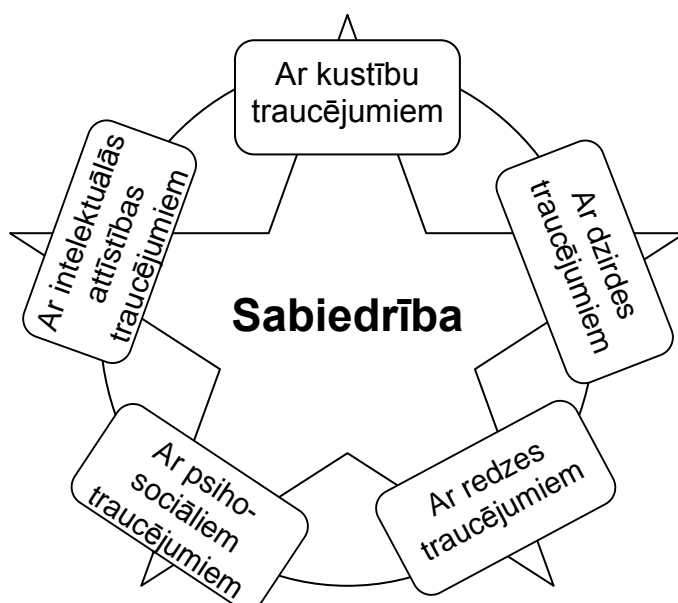 Ar kustību
traucējumiem
Ar dzirdes
traucējumiem
Ar redzes
traucējumiem
Ar psiho-
sociāliem
traucējumiem
Ar intelektuālās
attīstības
traucējumiem
Sabiedrība